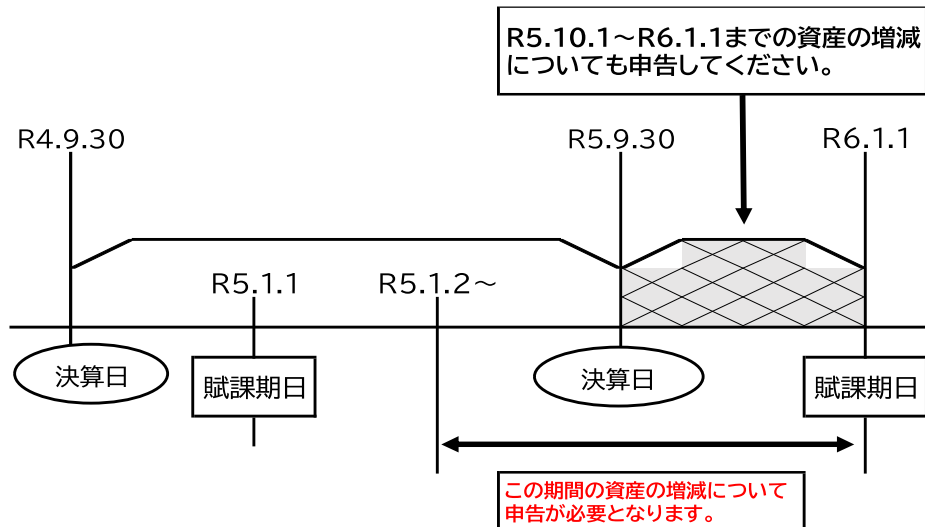 R5.10.1～R6.1.1までの資産の増減
についても申告してください。
R4.9.30
R5.9.30
R6.1.1
R5.1.1
R5.1.2～
決算日
賦課期日
決算日
賦課期日
この期間の資産の増減について
申告が必要となります。